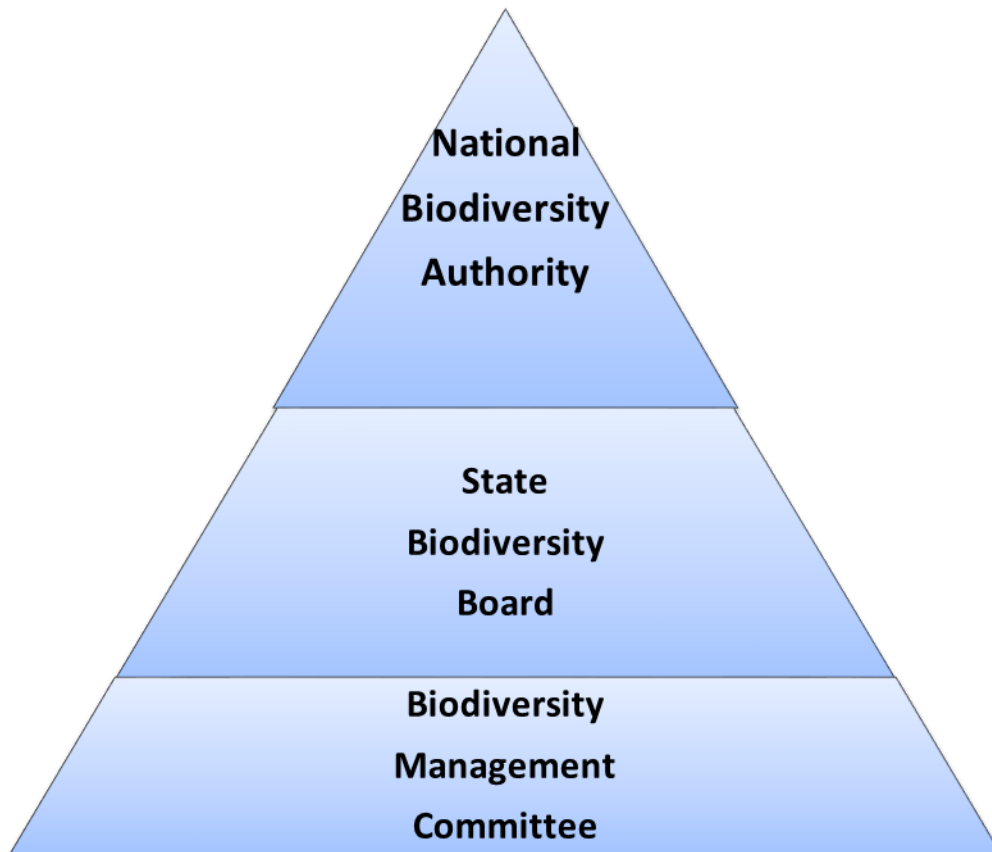 National
Biodiversity
Authority
State
Biodiversity
Board
Biodiversity
Management
Committee